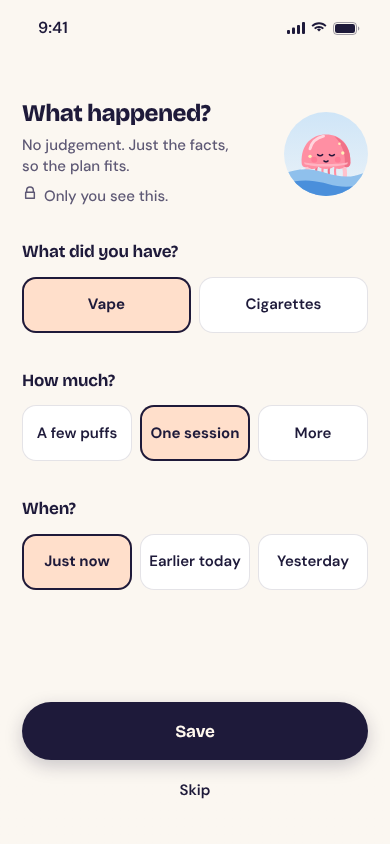 9:41
What happened?
No judgement. Just the facts,
so the plan fits.
Only you see this.
What did you have?
Vape
Cigarettes
How much?
A few puffs
One session
More
When?
Just now
Earlier today
Yesterday
Save
Skip